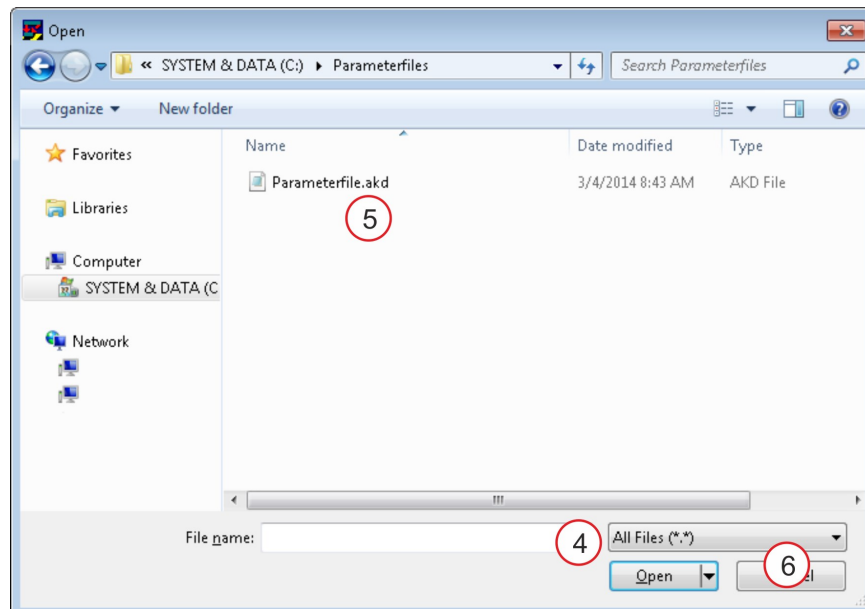 Open
« SYSTEM & DATA (C:) Parameterfiles
Search Parameterfiles
Organize New folder
Name Date modified Type
Favorites
Parameterfile.akd 3/4/2014 8:43 AM AKD File
5
Libraries
Computer
SYSTEM & DATA (C
Network
File name: 4 All Files (*.*)
Open 6